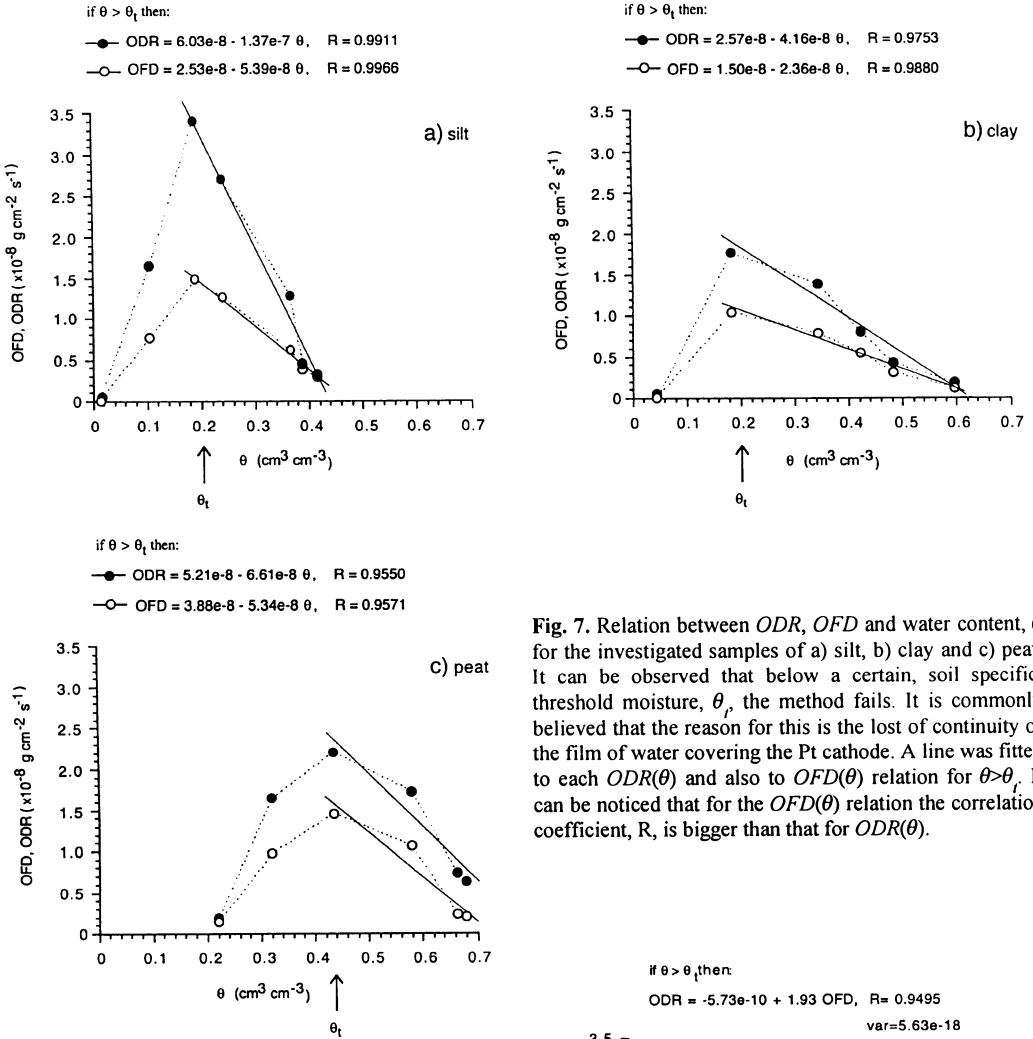 if θ > θt then:
ODR = 6.03e-8 - 1.37e-7 θ, R = 0.9911
OFD = 2.53e-8 - 5.39e-8 θ, R = 0.9966
a) silt
OFD, ODR (x10-8 g cm-2 s-1)
3.5
3.0
2.5
2.0
1.5
1.0
0.5
0
0 0.1 0.2 0.3 0.4 0.5 0.6 0.7
θ (cm3 cm-3)
θt
if θ > θt then:
ODR = 2.57e-8 - 4.16e-8 θ, R = 0.9753
OFD = 1.50e-8 - 2.36e-8 θ, R = 0.9880
b) clay
OFD, ODR (x10-8 g cm-2 s-1)
3.5
3.0
2.5
2.0
1.5
1.0
0.5
0
0 0.1 0.2 0.3 0.4 0.5 0.6 0.7
θ (cm3 cm-3)
θt
if θ > θt then:
ODR = 5.21e-8 - 6.61e-8 θ, R = 0.9550
OFD = 3.88e-8 - 5.34e-8 θ, R = 0.9571
c) peat
OFD, ODR (x10-8 g cm-2 s-1)
3.5
3.0
2.5
2.0
1.5
1.0
0.5
0
0 0.1 0.2 0.3 0.4 0.5 0.6 0.7
θ (cm3 cm-3)
θt
Fig. 7. Relation between ODR, OFD and water content,
for the investigated samples of a) silt, b) clay and c) peat
It can be observed that below a certain, soil specific
threshold moisture, θt, the method fails. It is commonl
believed that the reason for this is the lost of continuity o
the film of water covering the Pt cathode. A line was fitte
to each ODR(θ) and also to OFD(θ) relation for θ>θt. I
can be noticed that for the OFD(θ) relation the correlatio
coefficient, R, is bigger than that for ODR(θ).
if θ > θt then:
ODR = -5.73e-10 + 1.93 OFD, R= 0.9495
var=5.63e-18
3.5